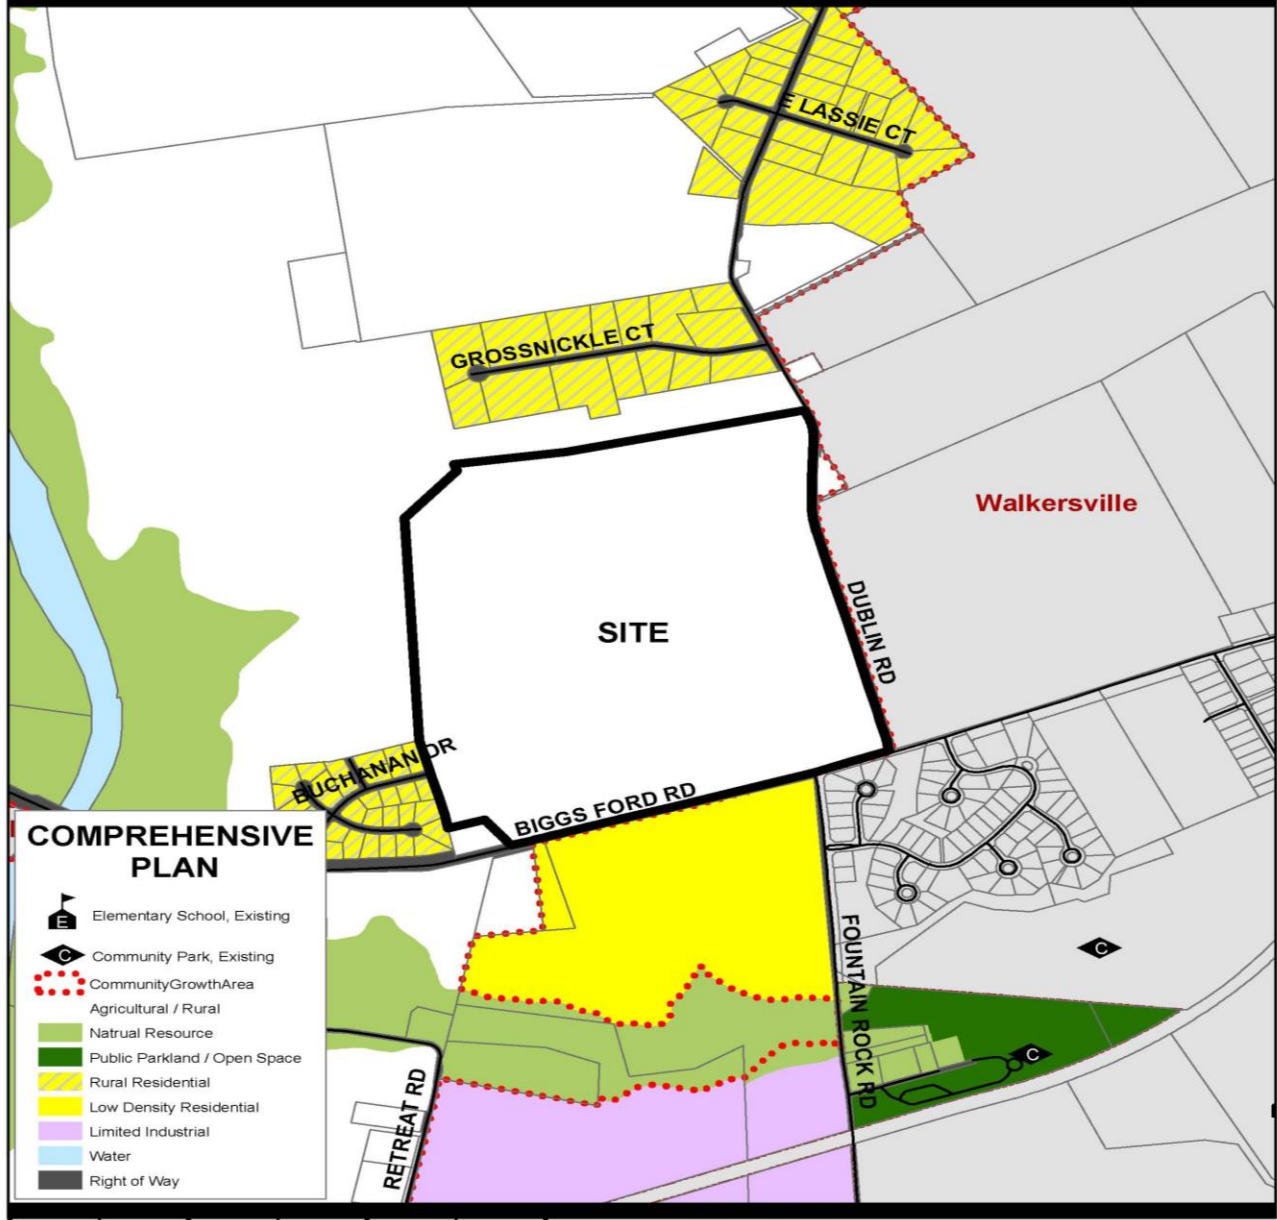 E LASSIE CT
GROSSNICKLE CT
Walkersville
DUBLIN RD
SITE
BUCHANAN DR
BIGGS FORD RD
COMPREHENSIVE
PLAN
E
Elementary School, Existing
C
Community Park, Existing
CommunityGrowthArea
Agricultural / Rural
Natrual Resource
Public Parkland / Open Space
Rural Residential
Low Density Residential
Limited Industrial
Water
Right of Way
FOUNTAIN ROCK RD
C
C
RETREAT RD